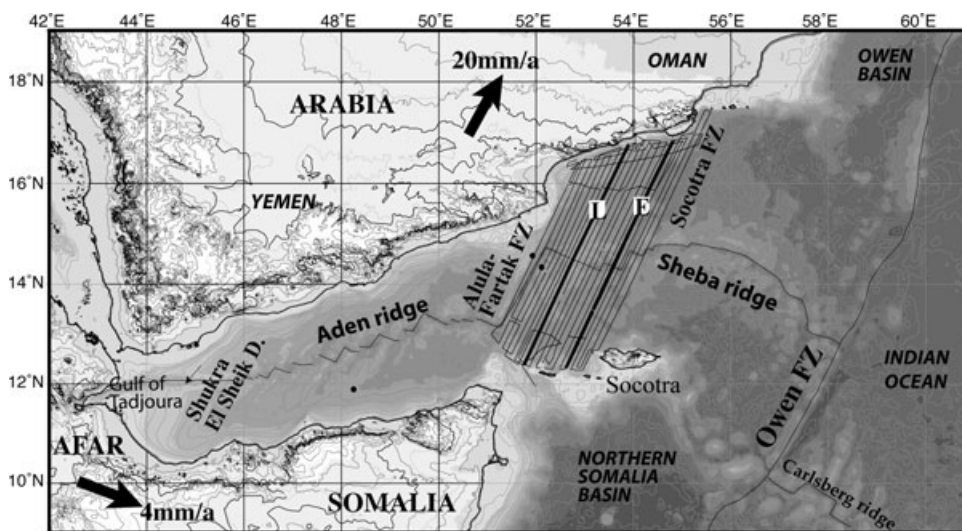 42°E 44°E 46°E 48°E 50°E 52°E 54°E 56°E 58°E 60°E
18°N
16°N
14°N
12°N
10°N
20mm/a
OMAN
OWEN
BASIN
ARABIA
YEMEN
I
E
Socotra FZ
Alula-
Fartak FZ
Sheba ridge
Aden ridge
Shukra
El Sheik D.
Gulf of
Tadjoura
Socotra
Owen FZ
INDIAN
OCEAN
AFAR
4mm/a
SOMALIA
NORTHERN
SOMALIA
BASIN
Carlsberg ridge